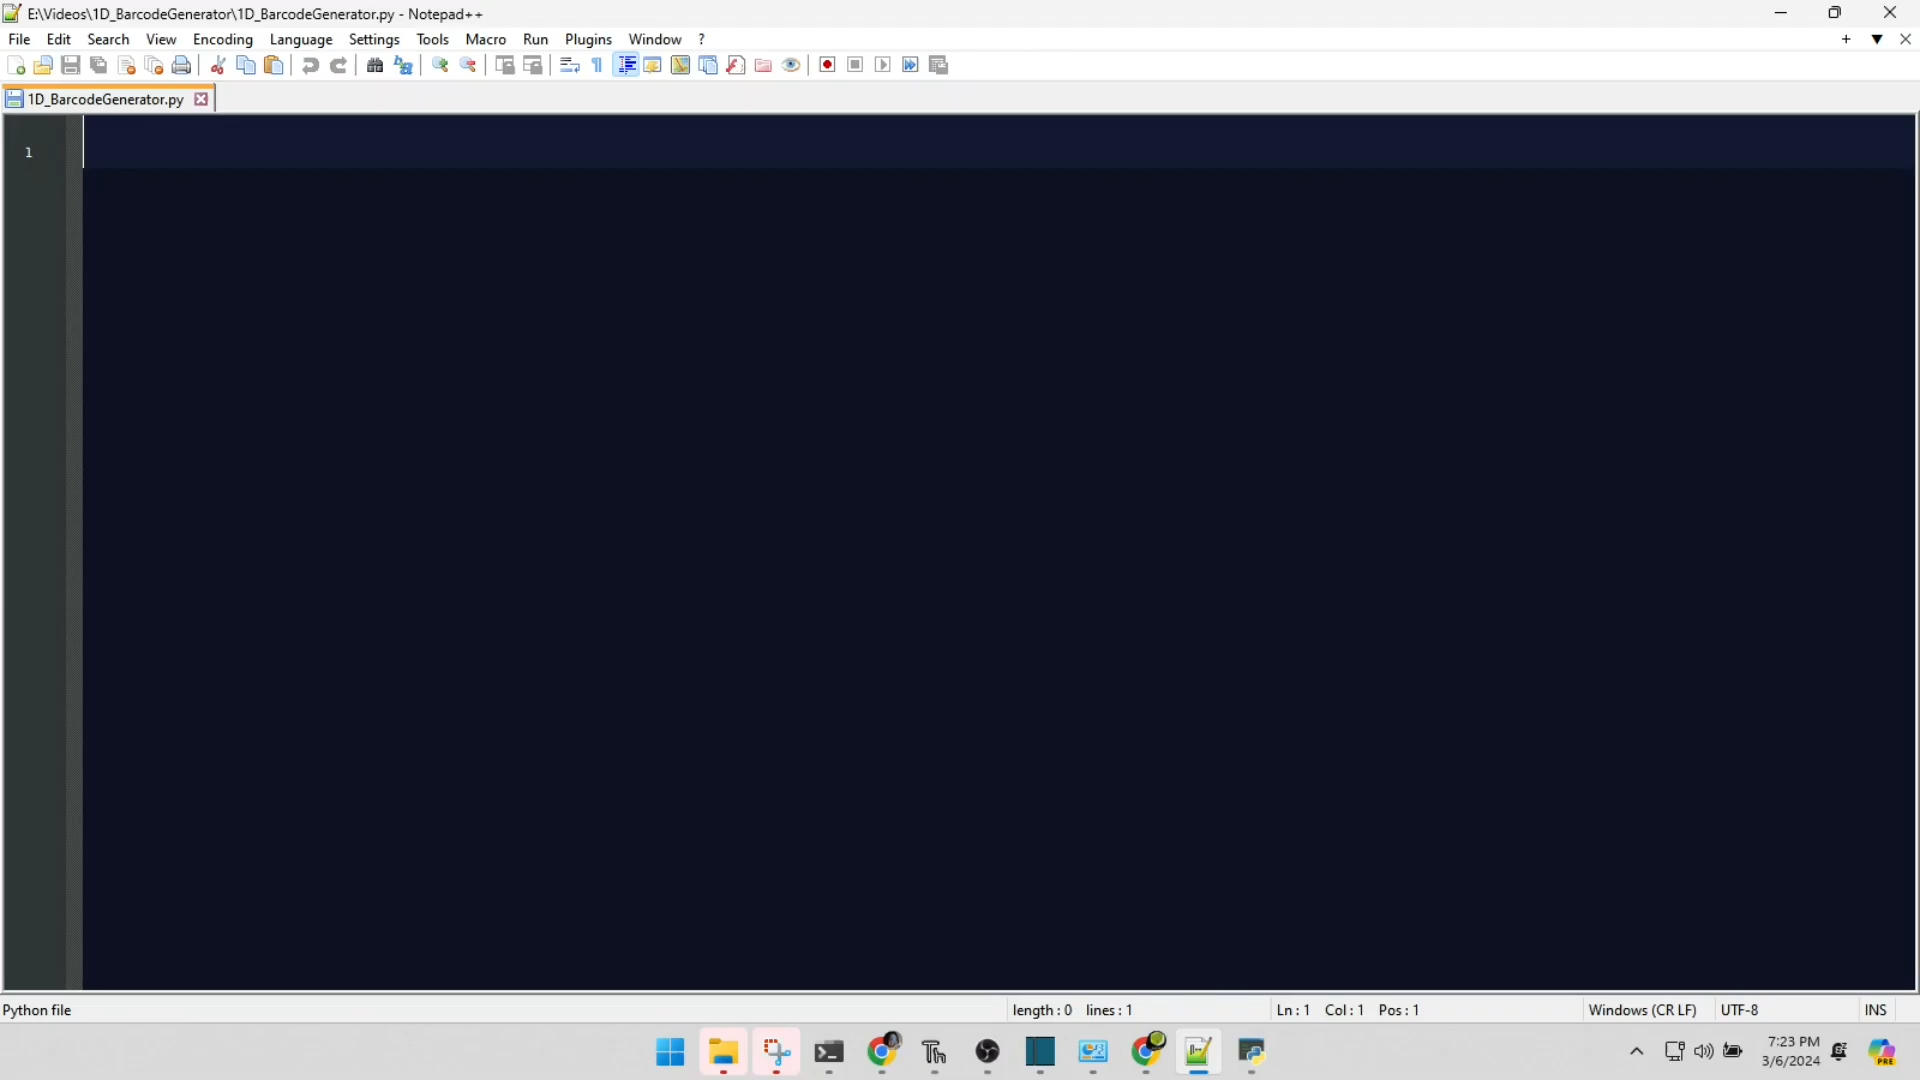 E:\Videos\1D_BarcodeGenerator\1D_BarcodeGenerator.py - Notepad++
File Edit Search View Encoding Language Settings Tools Macro Run Plugins Window ?
1D_BarcodeGenerator.py
1
Python file length : 0 lines : 1 Ln : 1 Col : 1 Pos : 1 Windows (CR LF) UTF-8 INS
7:23 PM
3/6/2024
PRE